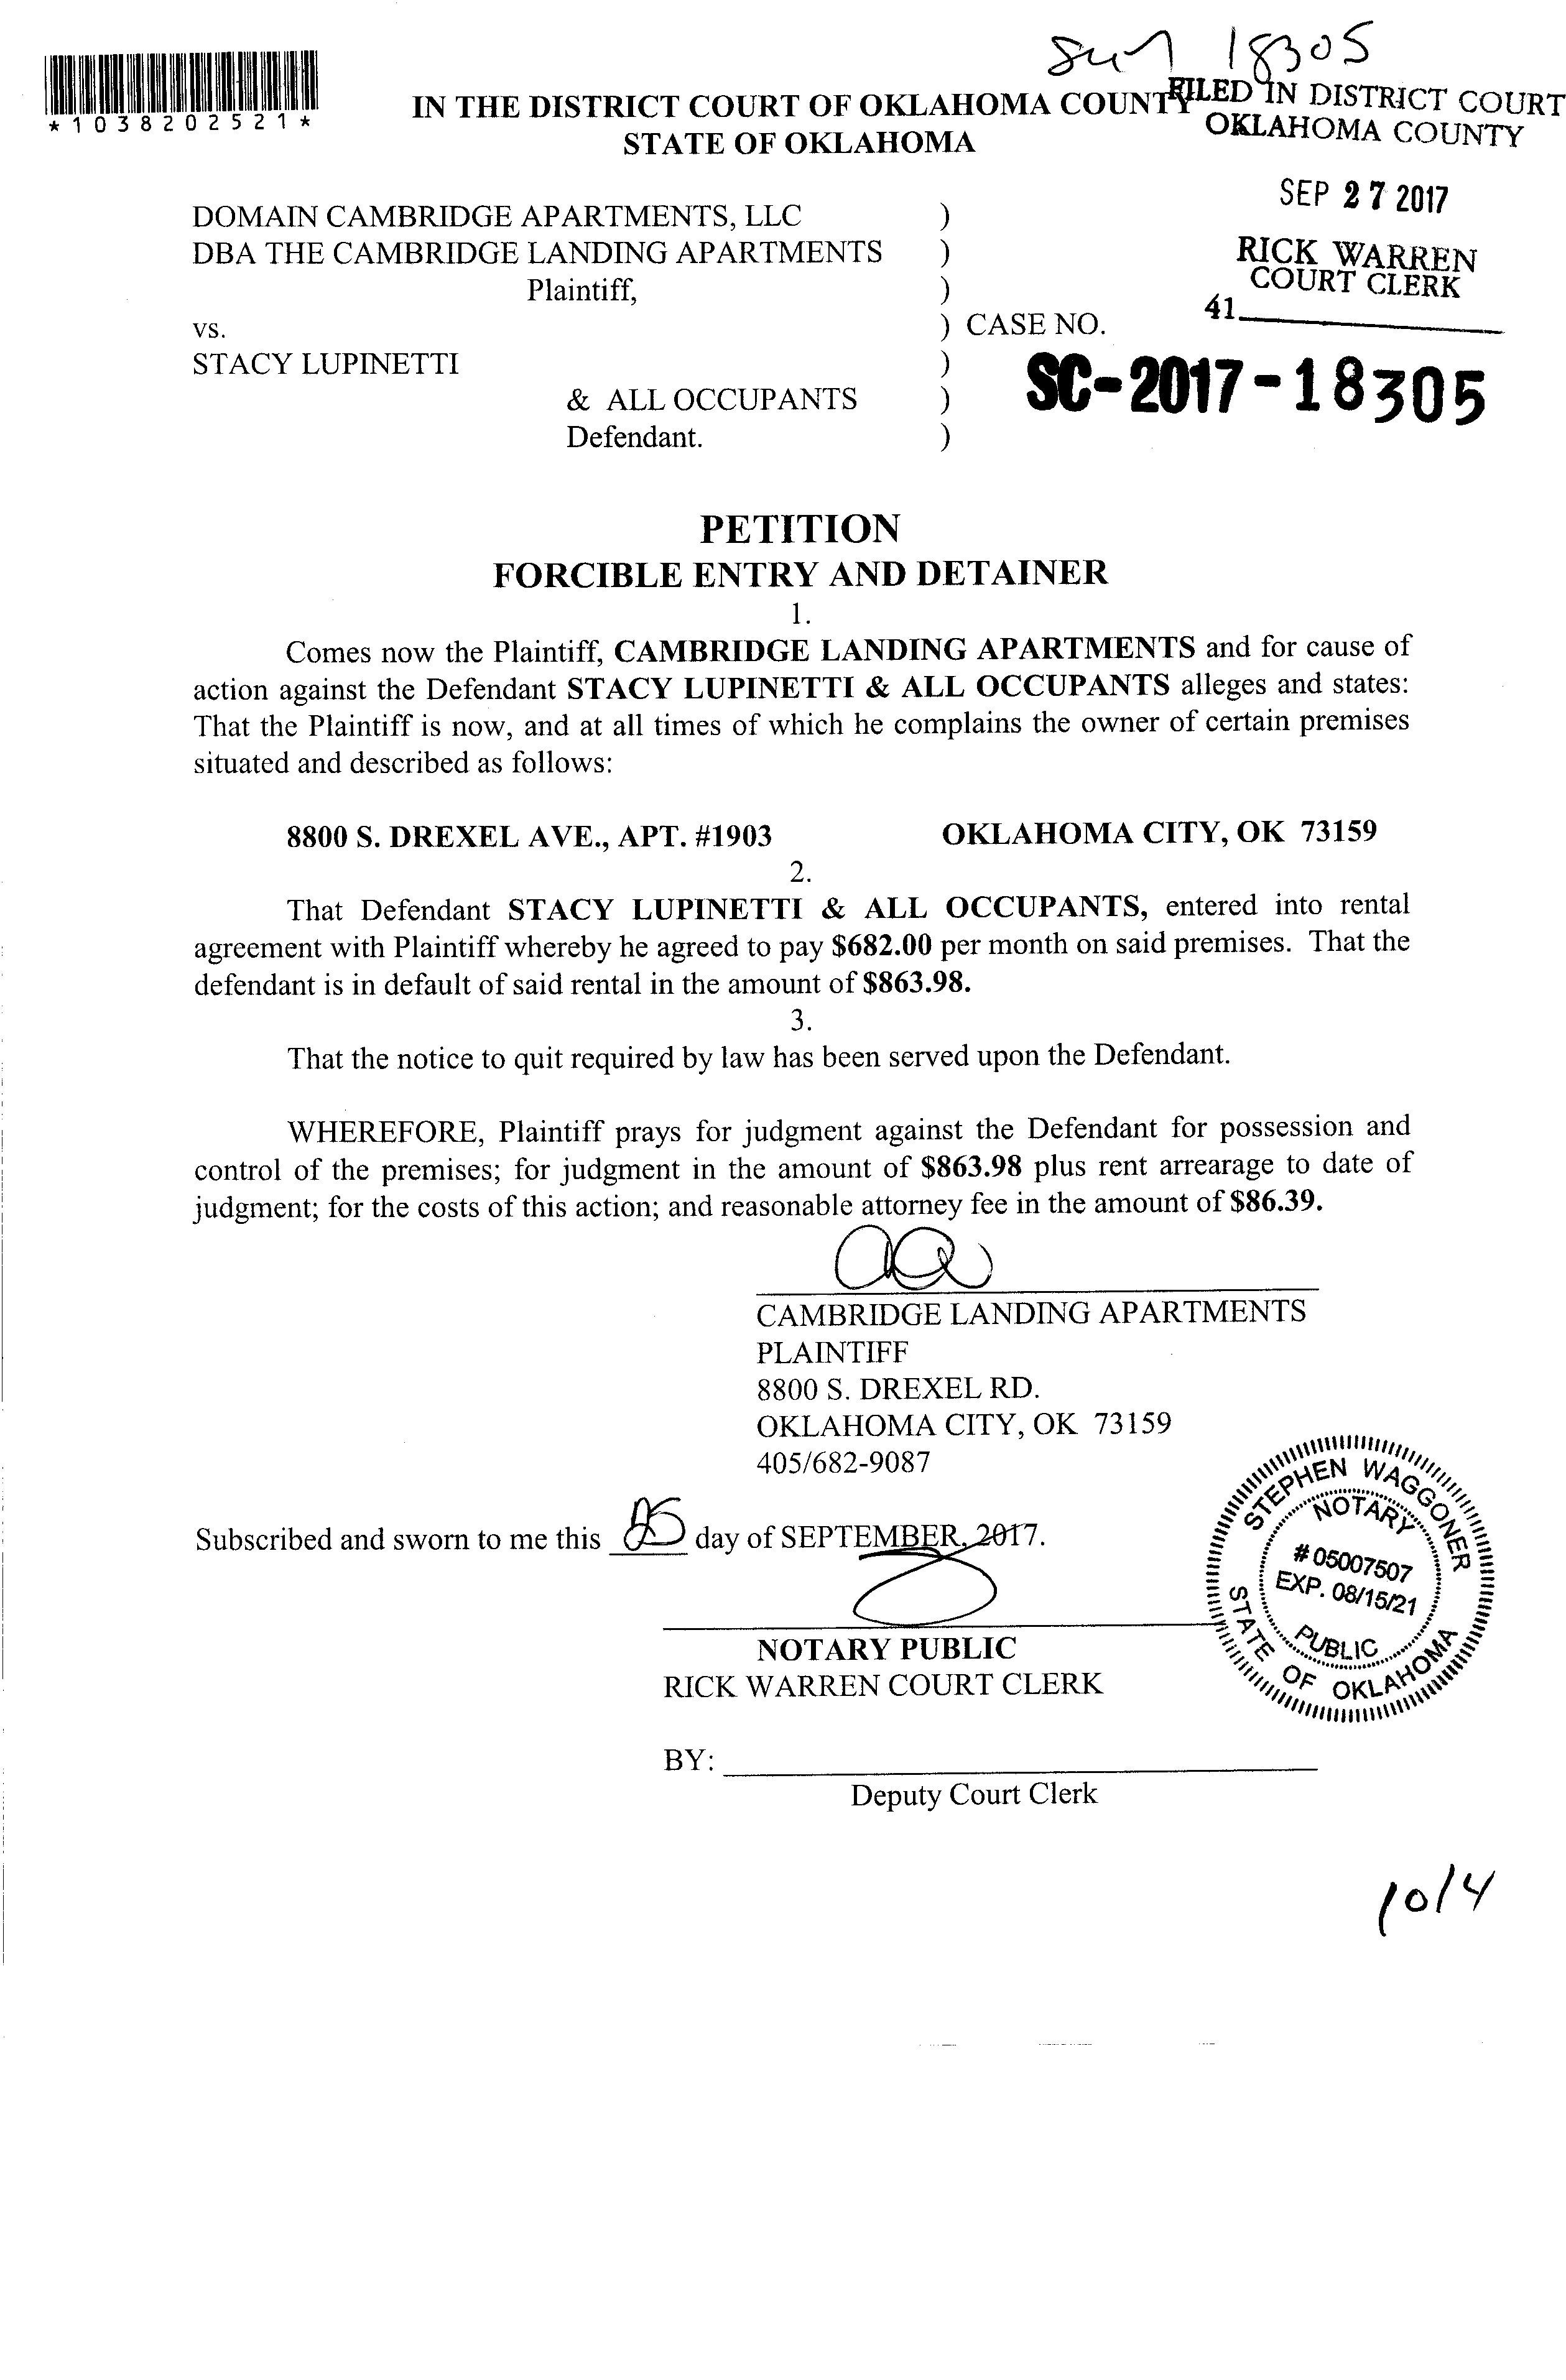 18305
*1038202521*
IN THE DISTRICT COURT OF OKLAHOMA COUNTY
STATE OF OKLAHOMA
FILED IN DISTRICT COURT
OKLAHOMA COUNTY
SEP 27 2017
RICK WARREN
COURT CLERK
41
DOMAIN CAMBRIDGE APARTMENTS, LLC )
DBA THE CAMBRIDGE LANDING APARTMENTS )
Plaintiff, )
vs. ) CASE NO.
STACY LUPINETTI )
SC-2017-18305
& ALL OCCUPANTS )
Defendant. )
PETITION
FORCIBLE ENTRY AND DETAINER
1.
Comes now the Plaintiff, CAMBRIDGE LANDING APARTMENTS and for cause of
action against the Defendant STACY LUPINETTI & ALL OCCUPANTS alleges and states:
That the Plaintiff is now, and at all times of which he complains the owner of certain premises
situated and described as follows:
8800 S. DREXEL AVE., APT. #1903 OKLAHOMA CITY, OK 73159
2.
That Defendant STACY LUPINETTI & ALL OCCUPANTS, entered into rental
agreement with Plaintiff whereby he agreed to pay $682.00 per month on said premises. That the
defendant is in default of said rental in the amount of $863.98.
3.
That the notice to quit required by law has been served upon the Defendant.
WHEREFORE, Plaintiff prays for judgment against the Defendant for possession and
control of the premises; for judgment in the amount of $863.98 plus rent arrearage to date of
judgment; for the costs of this action; and reasonable attorney fee in the amount of $86.39.
CAMBRIDGE LANDING APARTMENTS
PLAINTIFF
8800 S. DREXEL RD.
OKLAHOMA CITY, OK 73159
405/682-9087
Subscribed and sworn to me this 25 day of SEPTEMBER, 2017.
NOTARY PUBLIC
RICK WARREN COURT CLERK
STEPHEN WAGGONER
NOTARY
# 05007507
EXP. 08/15/21
PUBLIC
STATE OF OKLAHOMA
BY:
Deputy Court Clerk
10/4